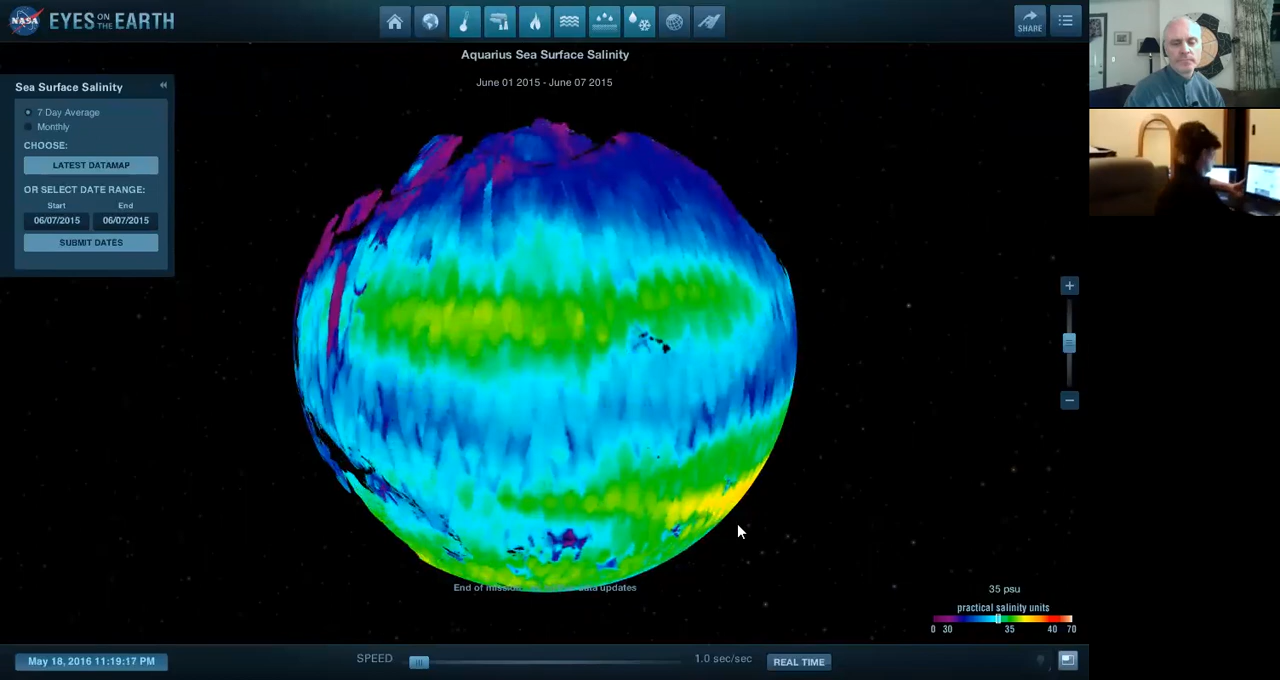 NASA EYES ON THE EARTH
SHARE
Aquarius Sea Surface Salinity
June 01 2015 - June 07 2015
Sea Surface Salinity
7 Day Average
Monthly
CHOOSE:
LATEST DATAMAP
OR SELECT DATE RANGE:
Start End
06/07/2015 06/07/2015
SUBMIT DATES
End of mission data updates
35 psu
practical salinity units
0 30 35 40 70
May 18, 2016 11:19:17 PM
SPEED 1.0 sec/sec REAL TIME